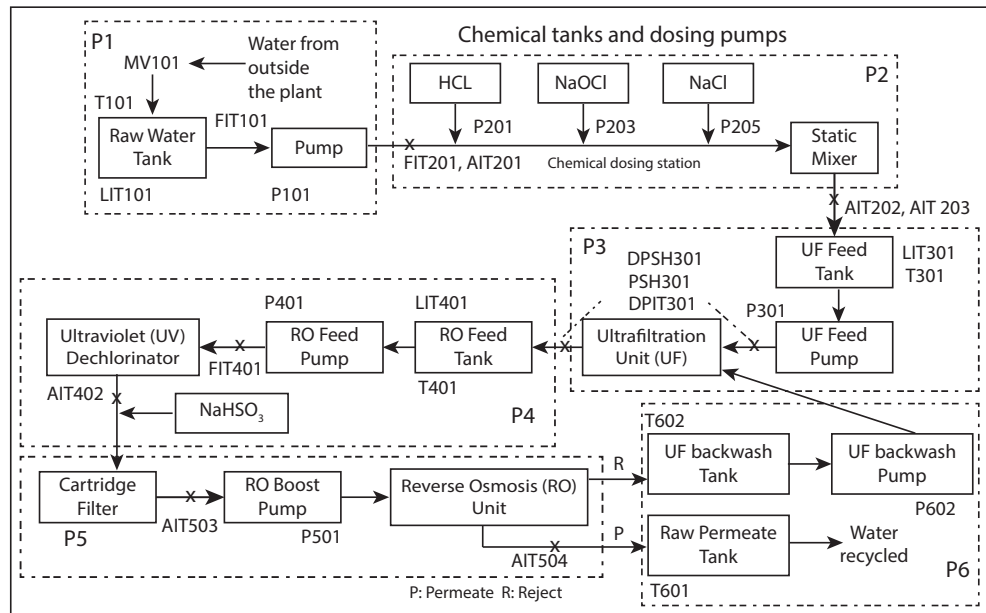 Chemical tanks and dosing pumps
P1
MV101
Water from
outside
the plant
T101
FIT101
Raw Water
Tank
Pump
LIT101
P101
P2
HCL
NaOCl
NaCl
P201
P203
P205
Static
Mixer
FIT201, AIT201
Chemical dosing station
AIT202, AIT 203
P3
DPSH301
PSH301
DPIT301
UF Feed
Tank
LIT301
T301
P301
Ultrafiltration
Unit (UF)
UF Feed
Pump
P401
LIT401
Ultraviolet (UV)
Dechlorinator
RO Feed
Pump
RO Feed
Tank
FIT401
T401
AIT402
NaHSO₃
P4
T602
UF backwash
Tank
UF backwash
Pump
P602
R
Cartridge
Filter
RO Boost
Pump
Reverse Osmosis (RO)
Unit
AIT503
P5
P501
AIT504
P
Raw Permeate
Tank
Water
recycled
T601
P6
P: Permeate R: Reject